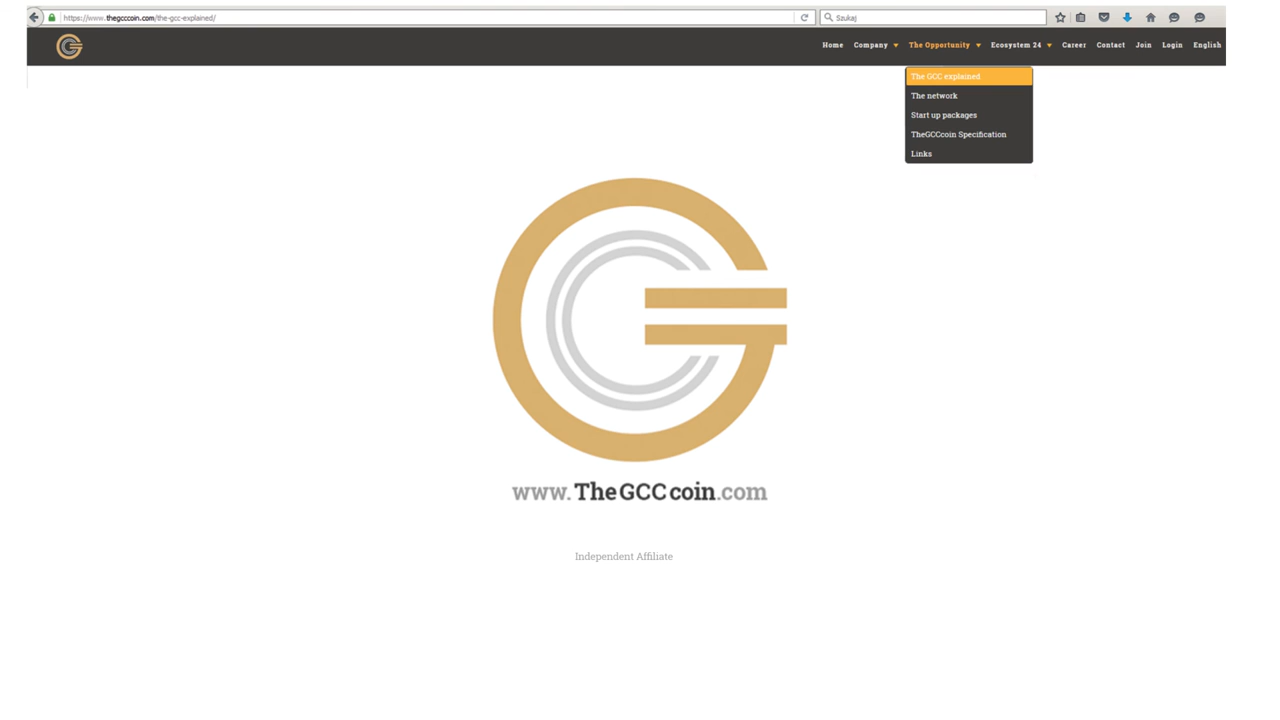 https://www.thegcccoin.com/the-gcc-explained/ Szukaj
Home Company The Opportunity Ecosystem 24 Career Contact Join Login English
The GCC explained
The network
Start up packages
TheGCCcoin Specification
Links
www.TheGCCcoin.com
Independent Affiliate